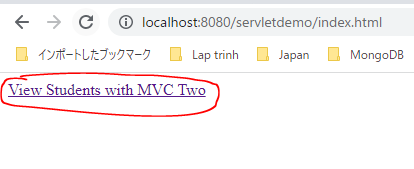 localhost:8080/servletdemo/index.html
インポートしたブックマーク Lap trinh Japan MongoDB
View Students with MVC Two